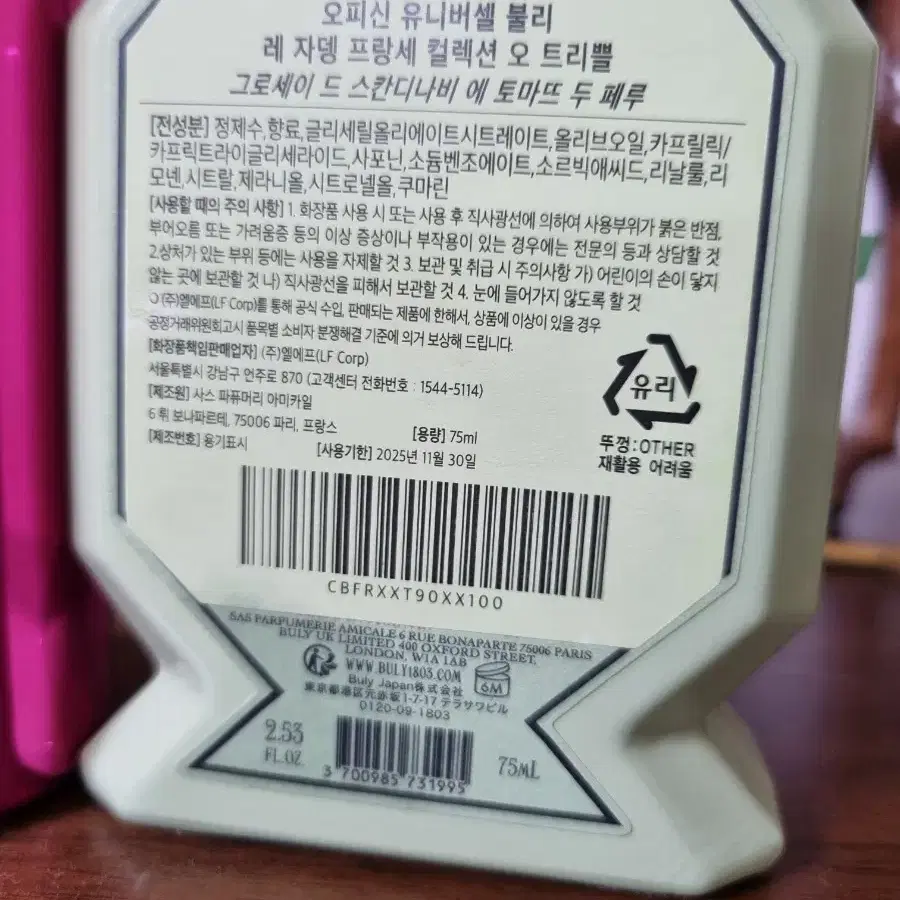 오피신 유니버셀 불리
레 자뎅 프랑세 컬렉션 오 트리쁠
그로세이 드 스칸디나비 에 토마뜨 두 페루
[전성분] 정제수,향료,글리세릴올리에이트시트레이트,올리브오일,카프릴릭/
카프릭트라이글리세라이드,사포닌,소듐벤조에이트,소르빅애씨드,리날룰,리
모넨,시트랄,제라니올,시트로넬올,쿠마린
[사용할 때의 주의 사항] 1. 화장품 사용 시 또는 사용 후 직사광선에 의하여 사용부위가 붉은 반점,
부어오름 또는 가려움증 등의 이상 증상이나 부작용이 있는 경우에는 전문의 등과 상담할 것
2.상처가 있는 부위 등에는 사용을 자제할 것 3. 보관 및 취급 시 주의사항 가) 어린이의 손이 닿지
않는 곳에 보관할 것 나) 직사광선을 피해서 보관할 것 4. 눈에 들어가지 않도록 할 것
○ (주)엘에프(LF Corp)를 통해 공식 수입, 판매되는 제품에 한해서, 상품에 이상이 있을 경우
공정거래위원회고시 품목별 소비자 분쟁해결 기준에 의거 보상해 드립니다.
[화장품책임판매업자] (주)엘에프(LF Corp)
서울특별시 강남구 언주로 870 (고객센터 전화번호 : 1544-5114)
[제조원] 사스 파퓨머리 아미카일
6 뤼 보나파르테, 75006 파리, 프랑스 [용량] 75ml
[제조번호] 용기표시 [사용기한] 2025년 11월 30일
유리
뚜껑:OTHER
재활용 어려움
CBFRXXT90XX100
SAS PARFUMERIE AMICALE 6 RUE BONAPARTE 75006 PARIS
BULY UK LIMITED 400 OXFORD STREET,
LONDON, W1A 1AB
WWW.BULY1803.COM
Buly Japan株式会社
東京都港区元赤坂1-7-17 テラサワビル
0120-09-1803
6M
2.53
FL.OZ
75ML
3 700985 731995